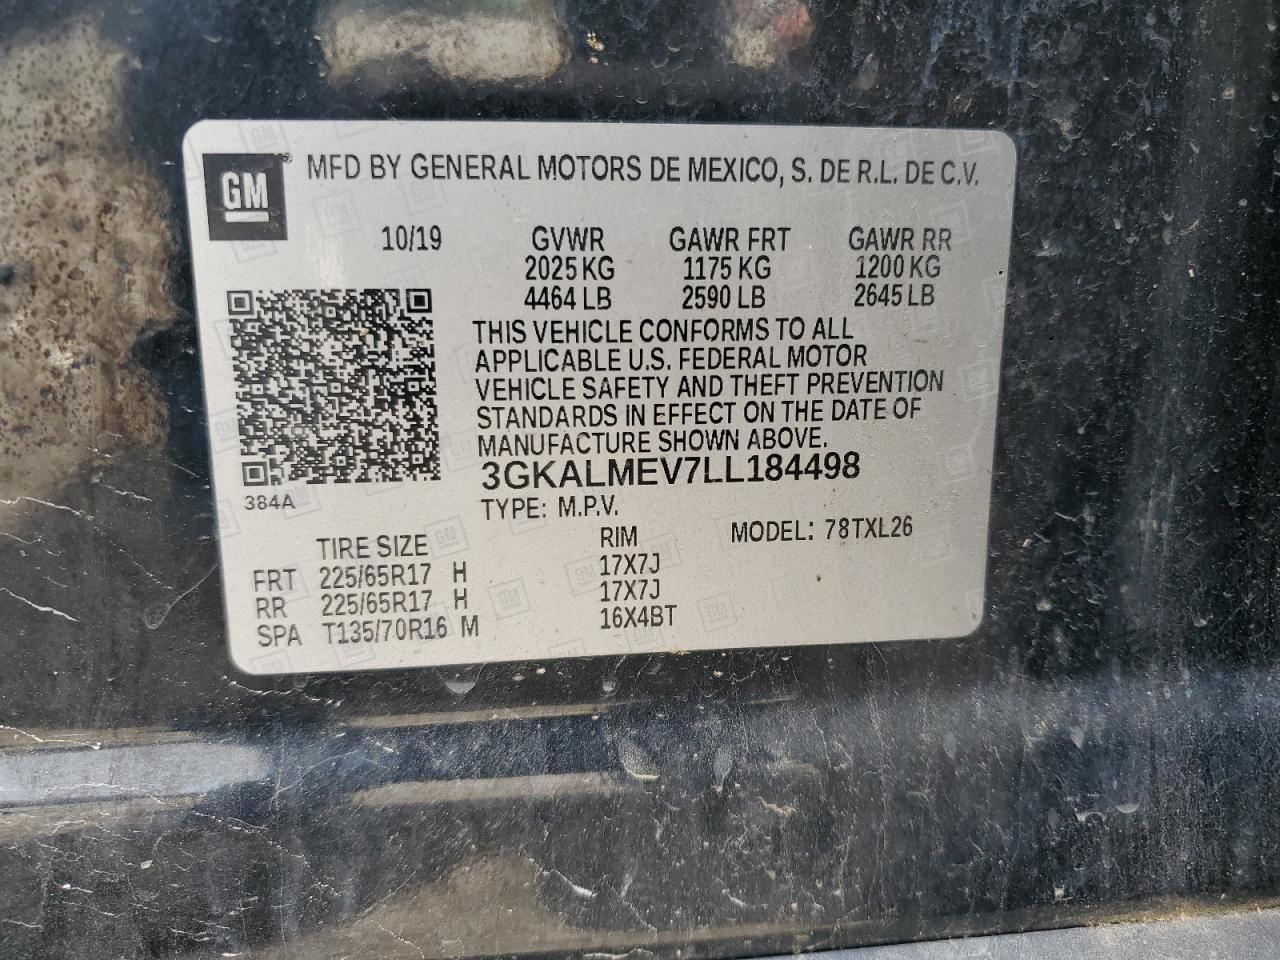 GM® MFD BY GENERAL MOTORS DE MEXICO, S. DE R.L. DE C.V.
10/19 GVWR GAWR FRT GAWR RR
2025 KG 1175 KG 1200 KG
4464 LB 2590 LB 2645 LB
THIS VEHICLE CONFORMS TO ALL
APPLICABLE U.S. FEDERAL MOTOR
VEHICLE SAFETY AND THEFT PREVENTION
STANDARDS IN EFFECT ON THE DATE OF
MANUFACTURE SHOWN ABOVE.
3GKALMEV7LL184498
384A
TYPE: M.P.V.
MODEL: 78TXL26
TIRE SIZE RIM
FRT 225/65R17 H 17X7J
RR 225/65R17 H 17X7J
SPA T135/70R16 M 16X4BT